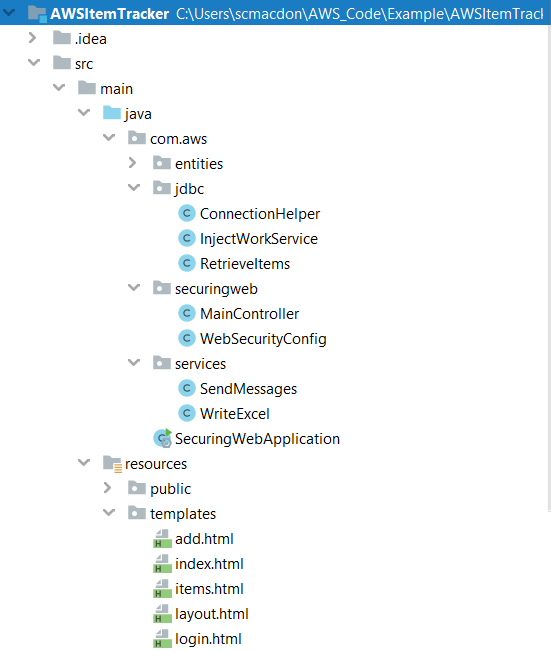 AWSItemTracker C:\Users\scmacdon\AWS_Code\Example\AWSItemTracl
.idea
src
main
java
com.aws
entities
jdbc
ConnectionHelper
InjectWorkService
RetrieveItems
securingweb
MainController
WebSecurityConfig
services
SendMessages
WriteExcel
SecuringWebApplication
resources
public
templates
add.html
index.html
items.html
layout.html
login.html